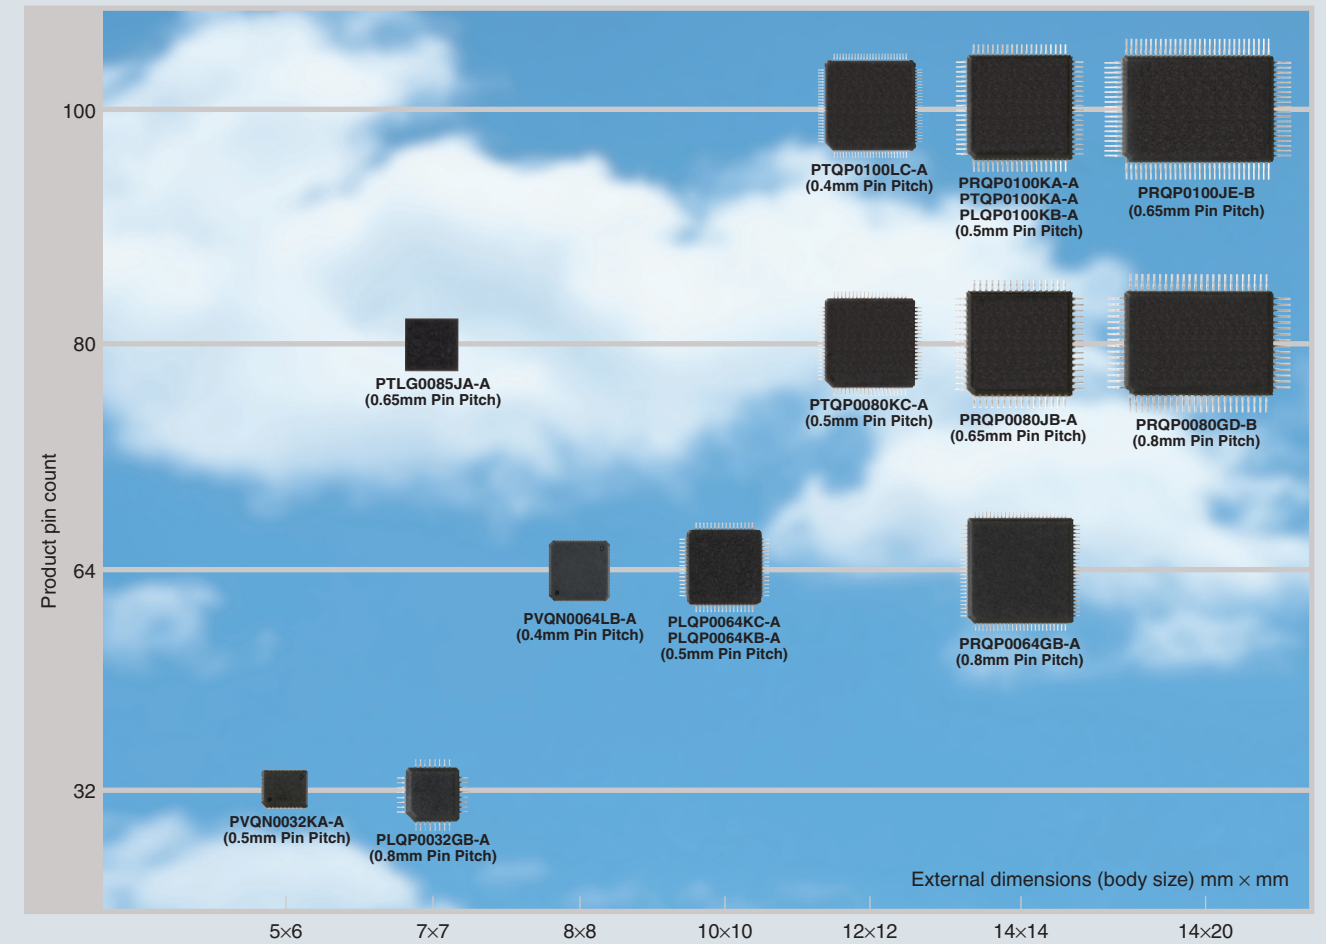 100
PTQP0100LC-A
(0.4mm Pin Pitch)
PRQP0100KA-A
PTQP0100KA-A
PLQP0100KB-A
(0.5mm Pin Pitch)
PRQP0100JE-B
(0.65mm Pin Pitch)
80
PTLG0085JA-A
(0.65mm Pin Pitch)
PTQP0080KC-A
(0.5mm Pin Pitch)
PRQP0080JB-A
(0.65mm Pin Pitch)
PRQP0080GD-B
(0.8mm Pin Pitch)
Product pin count
64
PVQN0064LB-A
(0.4mm Pin Pitch)
PLQP0064KC-A
PLQP0064KB-A
(0.5mm Pin Pitch)
PRQP0064GB-A
(0.8mm Pin Pitch)
32
PVQN0032KA-A
(0.5mm Pin Pitch)
PLQP0032GB-A
(0.8mm Pin Pitch)
External dimensions (body size) mm × mm
5×6
7×7
8×8
10×10
12×12
14×14
14×20